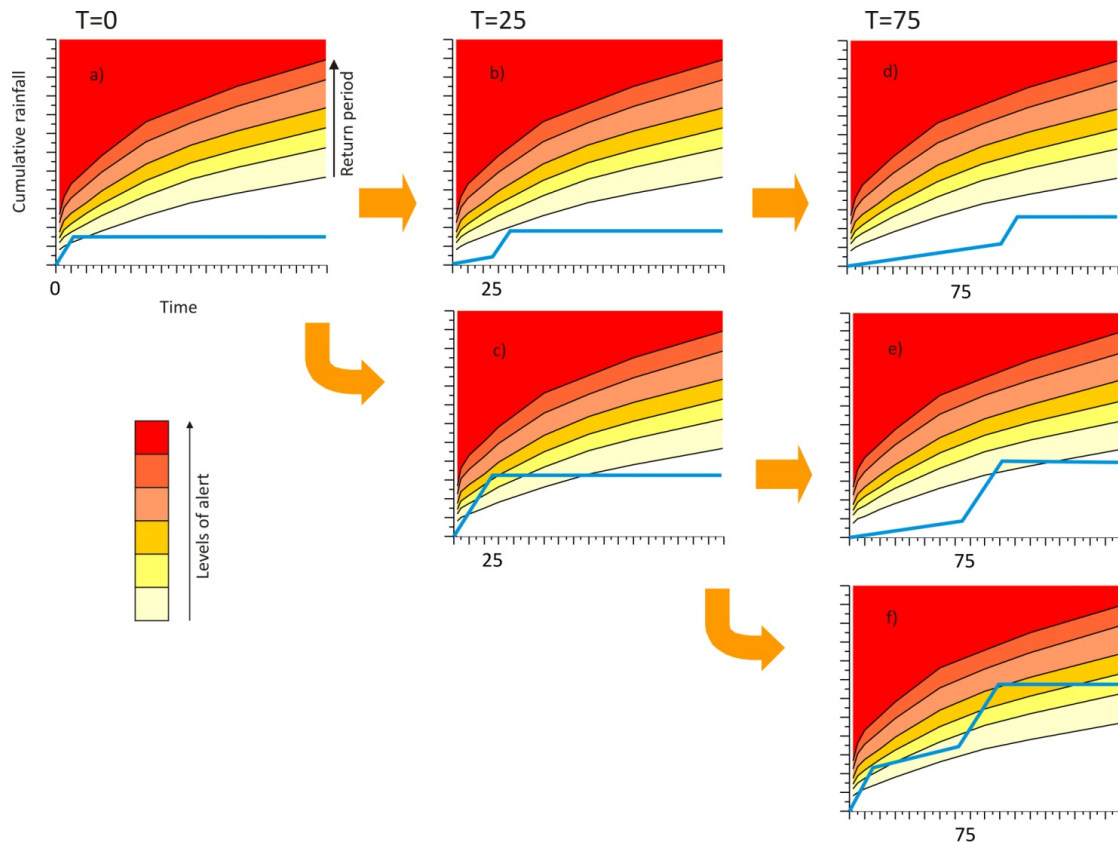 T=0
T=25
T=75
Cumulative rainfall
a)
Return period
0
Time
b)
25
d)
75
c)
25
e)
75
Levels of alert
f)
75